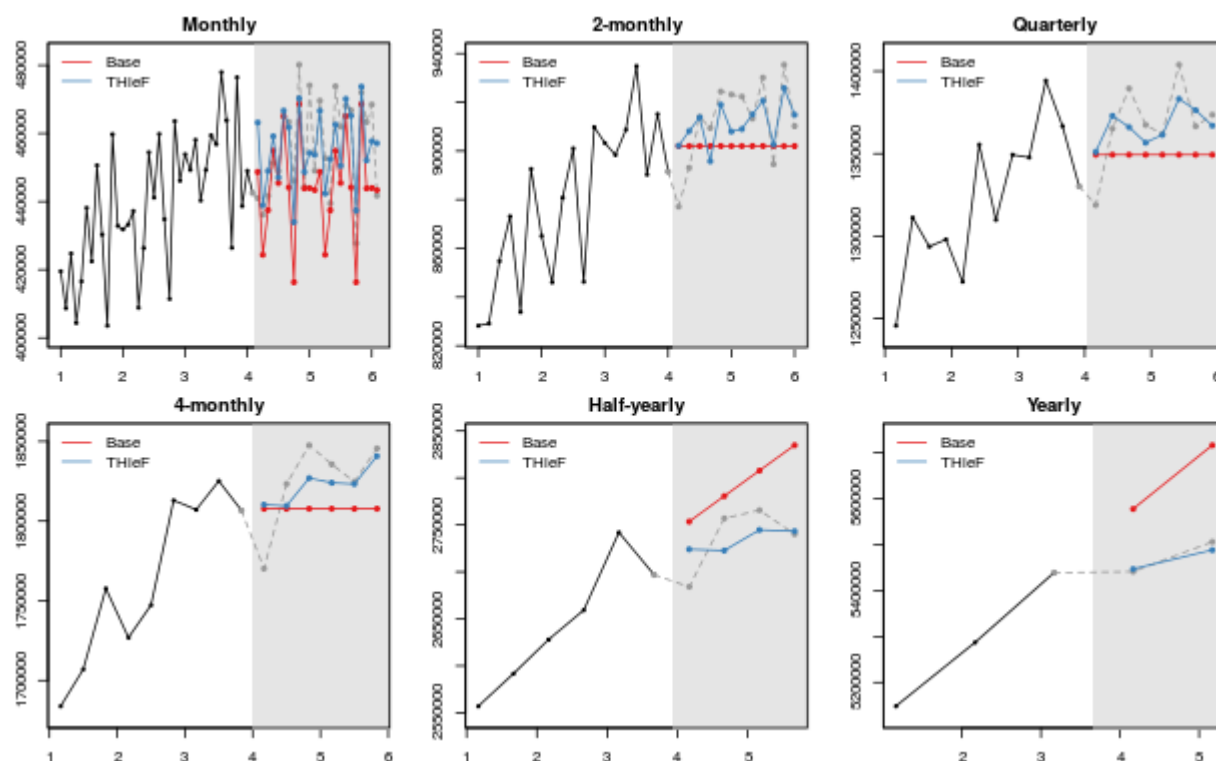 Monthly
Base
THieF
480000
460000
440000
420000
400000
1 2 3 4 5 6
2-monthly
Base
THieF
940000
900000
860000
820000
1 2 3 4 5 6
Quarterly
Base
THieF
1400000
1350000
1300000
1250000
1 2 3 4 5 6
4-monthly
Base
THieF
1850000
1800000
1750000
1700000
1 2 3 4 5 6
Half-yearly
Base
THieF
2850000
2750000
2650000
2550000
1 2 3 4 5 6
Yearly
Base
THieF
5600000
5400000
5200000
2 3 4 5